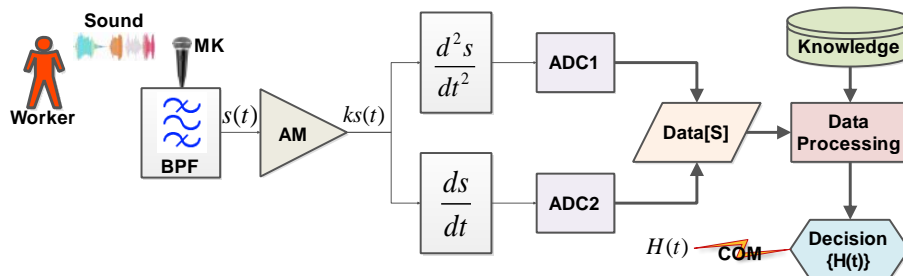 Sound
MK
Worker
BPF
s(t)
AM
ks(t)
d²s
dt²
ADC1
ds
dt
ADC2
Data[S]
Knowledge
Data
Processing
Decision
{H(t)}
COM
H(t)